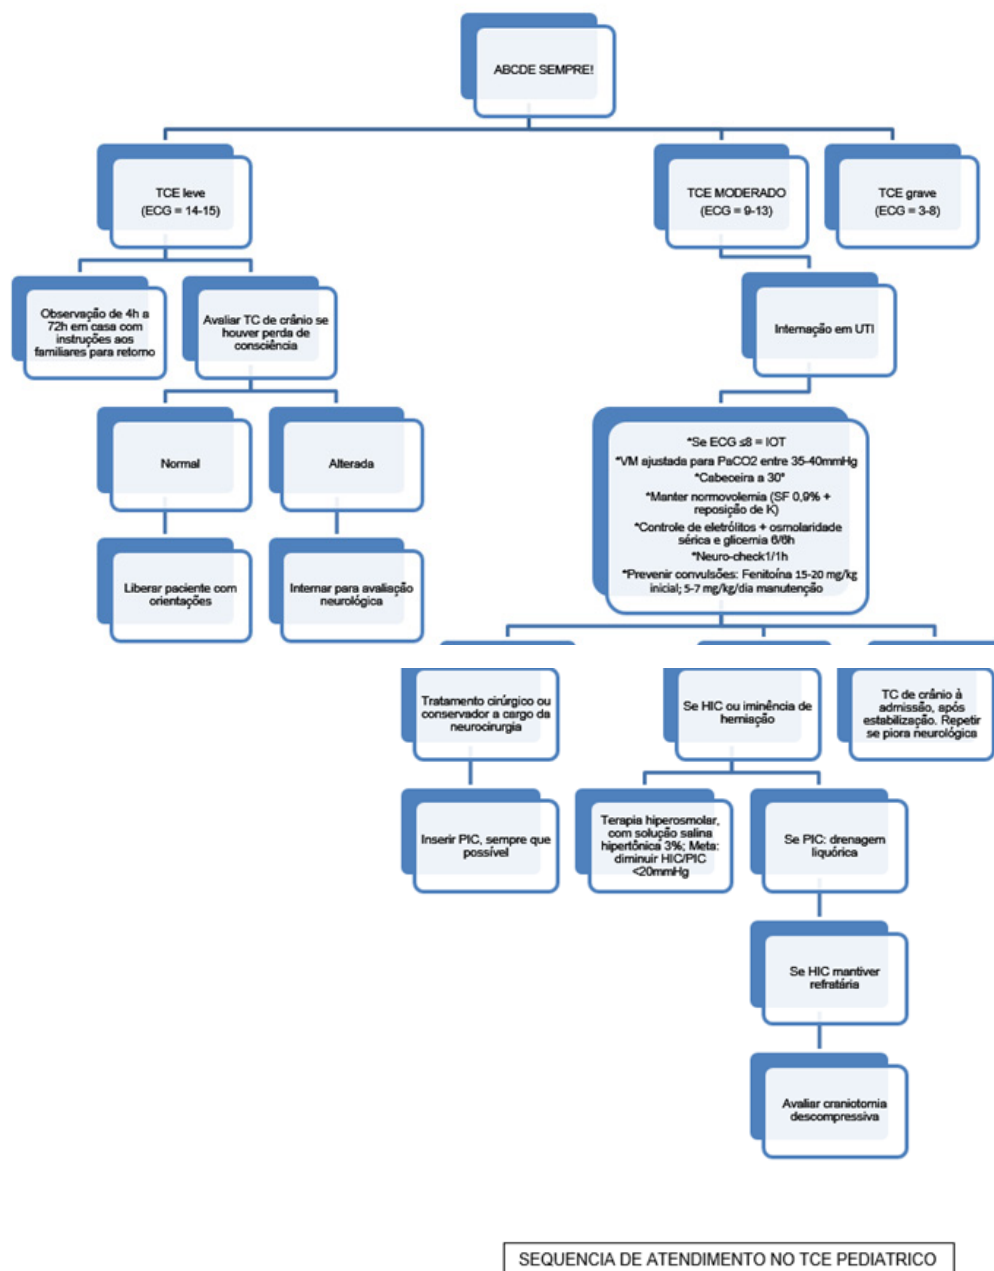 ABCDE SEMPRE!
TCE leve
(ECG = 14-15)
TCE MODERADO
(ECG = 9-13)
TCE grave
(ECG = 3-8)
Observação de 4h a
72h em casa com
instruções aos
familiares para retorno
Avaliar TC de crânio se
houver perda de
consciência
Internação em UTI
Normal
Alterada
*Se ECG ≤8 = IOT
*VM ajustada para PaCO2 entre 35-40mmHg
*Cabeceira a 30°
*Manter normovolemia (SF 0,9% +
reposição de K)
*Controle de eletrólitos + osmolaridade
sérica e glicemia 6/6h
*Neuro-check1/1h
*Prevenir convulsões: Fenitoína 15-20 mg/kg
inicial; 5-7 mg/kg/dia manutenção
Liberar paciente com
orientações
Internar para avaliação
neurológica
Tratamento cirúrgico ou
conservador a cargo da
neurocirurgia
Se HIC ou iminência de
herniação
TC de crânio à
admissão, após
estabilização. Repetir
se piora neurológica
Inserir PIC, sempre que
possível
Terapia hiperosmolar,
com solução salina
hipertônica 3%; Meta:
diminuir HIC/PIC
<20mmHg
Se PIC: drenagem
liquórica
Se HIC mantiver
refratária
Avaliar craniotomia
descompressiva
SEQUENCIA DE ATENDIMENTO NO TCE PEDIATRICO